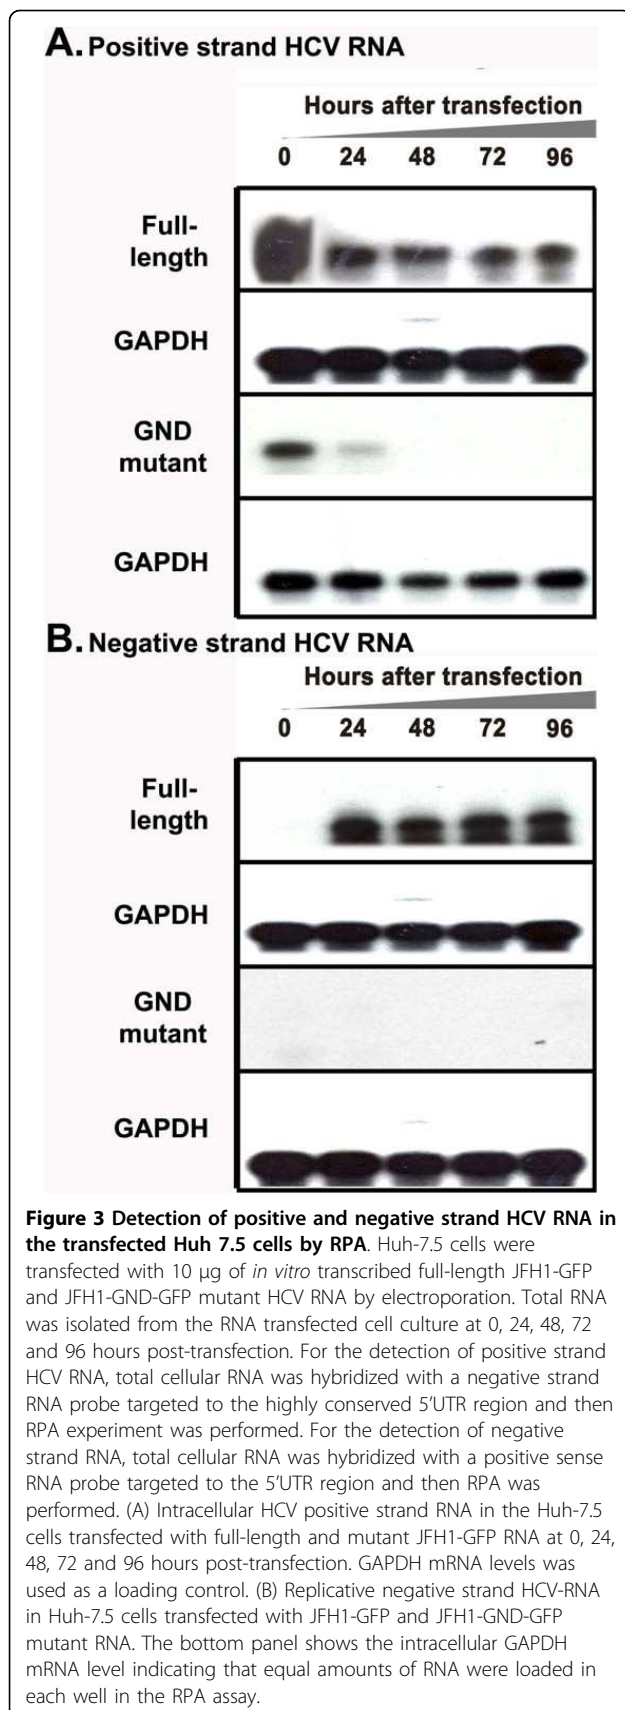 A. Positive strand HCV RNA
Hours after transfection
0 24 48 72 96
Full-
length
GAPDH
GND
mutant
GAPDH
B. Negative strand HCV RNA
Hours after transfection
0 24 48 72 96
Full-
length
GAPDH
GND
mutant
GAPDH
Figure 3 Detection of positive and negative strand HCV RNA in
the transfected Huh 7.5 cells by RPA. Huh-7.5 cells were
transfected with 10 μg of in vitro transcribed full-length JFH1-GFP
and JFH1-GND-GFP mutant HCV RNA by electroporation. Total RNA
was isolated from the RNA transfected cell culture at 0, 24, 48, 72
and 96 hours post-transfection. For the detection of positive strand
HCV RNA, total cellular RNA was hybridized with a negative strand
RNA probe targeted to the highly conserved 5’UTR region and then
RPA experiment was performed. For the detection of negative
strand RNA, total cellular RNA was hybridized with a positive sense
RNA probe targeted to the 5’UTR region and then RPA was
performed. (A) Intracellular HCV positive strand RNA in the Huh-7.5
cells transfected with full-length and mutant JFH1-GFP RNA at 0, 24,
48, 72 and 96 hours post-transfection. GAPDH mRNA levels was
used as a loading control. (B) Replicative negative strand HCV-RNA
in Huh-7.5 cells transfected with JFH1-GFP and JFH1-GND-GFP
mutant RNA. The bottom panel shows the intracellular GAPDH
mRNA level indicating that equal amounts of RNA were loaded in
each well in the RPA assay.